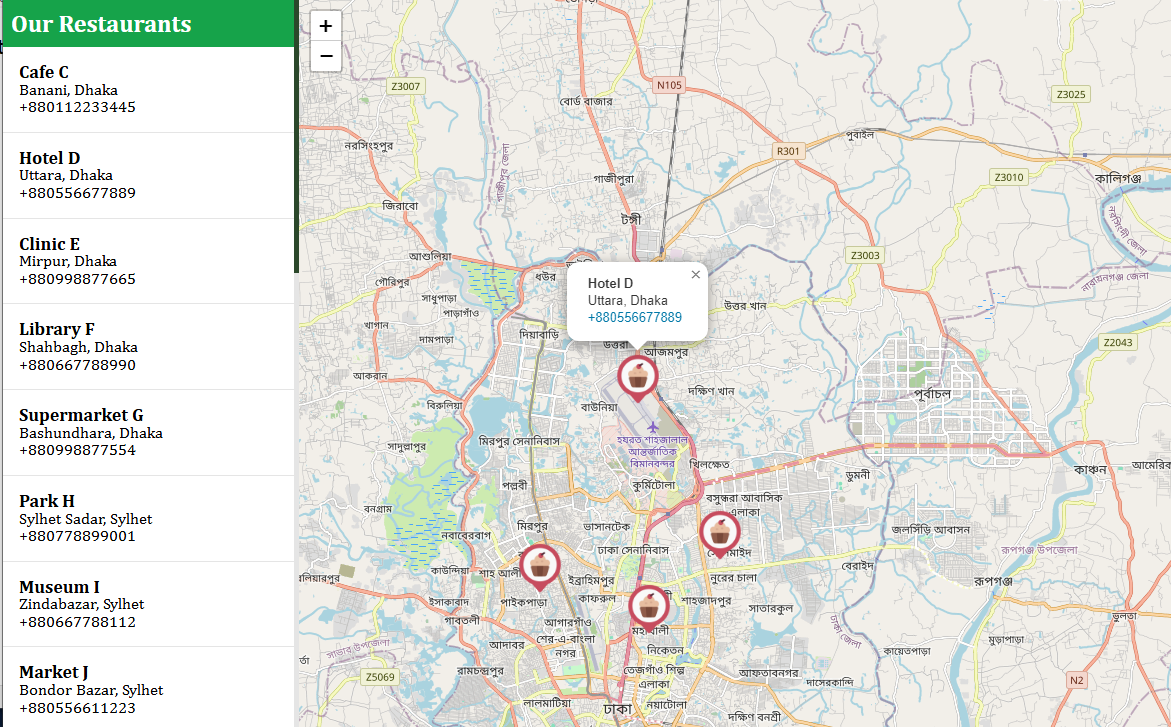 Our Restaurants
Cafe C
Banani, Dhaka
+880112233445
Hotel D
Uttara, Dhaka
+880556677889
Clinic E
Mirpur, Dhaka
+880998877665
Library F
Shahbagh, Dhaka
+880667788990
Supermarket G
Bashundhara, Dhaka
+880998877554
Park H
Sylhet Sadar, Sylhet
+880778899001
Museum I
Zindabazar, Sylhet
+880667788112
Market J
Bondor Bazar, Sylhet
+880556611223
+
−
Z3007
N105
Z3025
বোর্ড বাজার
পুবাইল
নরসিংহপুর
R301
গাজীপুর জেলা
গাজীপুরা
Z3010
কালিগঞ্জ
জিরাবো
টঙ্গী
নরসিংদী জেলা
আশুলিয়া
Z3003
ধউর
গৌরিপুর
নারায়নগঞ্জ জেলা
Hotel D
×
Uttara, Dhaka
+880556677889
সাধুপাড়া
পাড়াগাঁও
উত্তর খান
খাগান
দিয়াবাড়ি
দামপাড়া
উত্তরা
আজমপুর
Z2043
আকরান
দক্ষিণ খান
পূর্বাচল
বিরুলিয়া
বাউনিয়া
মিরপুর সেনানিবাস
হযরত শাহজালাল
আন্তর্জাতিক
বিমানবন্দর
সাদুল্লাপুর
খিলক্ষেত
কাঞ্চন
আমেরি
পল্লবী
কুর্মিটোলা
ডুমনী
বসুন্ধরা আবাসিক
এলাকা
বনগ্রাম
মিরপুর
ভাসানটেক
জলসিঁড়ি আবাসন
নবাবেরবাগ
ঢাকা সেনানিবাস
রূপগঞ্জ উপজেলা
কাউন্দিয়া
শাহ আলী
বেরাইদ
লিয়ারপুর
ইব্রাহিমপুর
নুরের চালা
রূপগঞ্জ
ইসাকাবাদ
পাইকপাড়া
কাফরুল
শাহজাদপুর
সাতারকুল
গাবতলী
আগারগাঁও
মহাখালী
ঢাকা জেলা
ভুলতা
সাভার উপজেলা
আদাবর
শের-এ-বাংলা
নগর
নিকেতন
মুড়াপাড়া
কায়েতপাড়া
রামচন্দ্রপুর
তেজগাঁও শিল্প
এলাকা
আফতাবনগর
Z5069
দাসেরকান্দি
N2
লালমাটিয়া
ঢাকা
নয়াটোলা
দক্ষিণ বনশ্রী